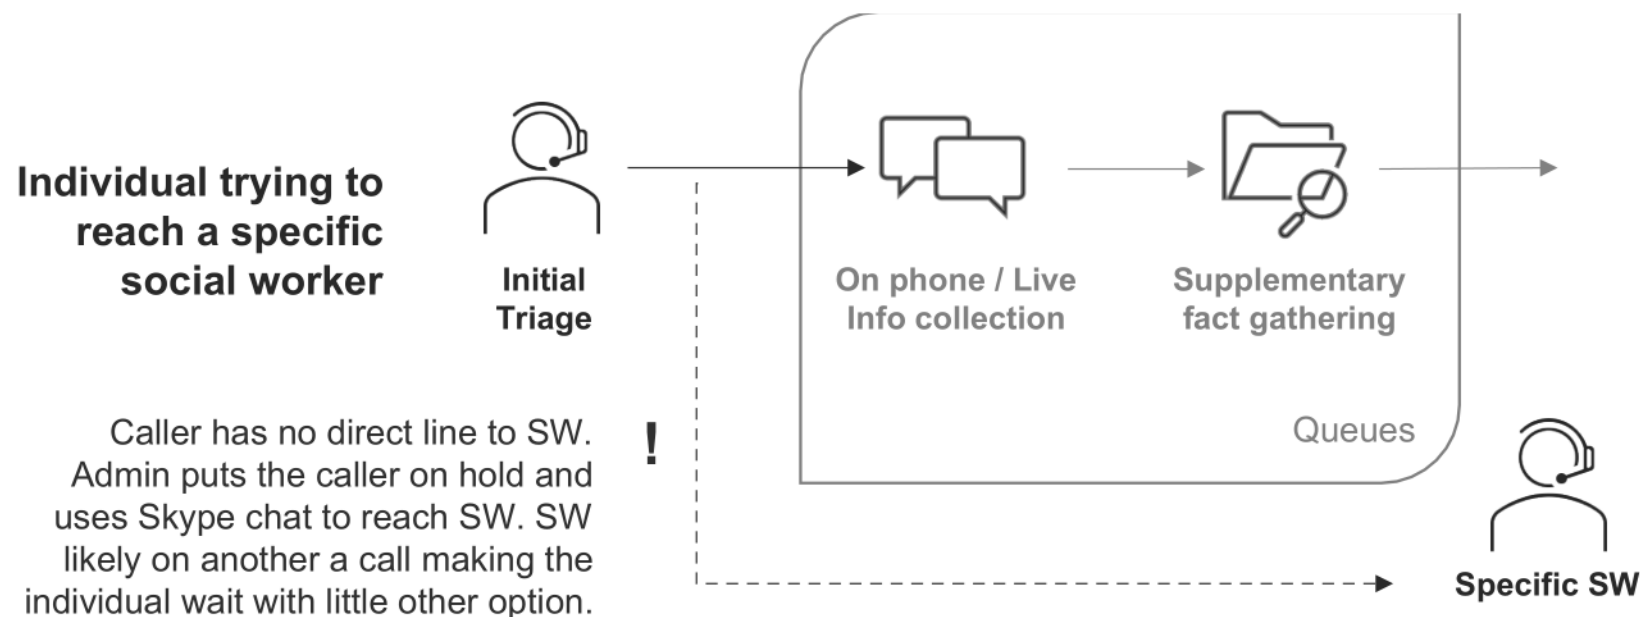 Individual trying to
reach a specific
social worker
Initial
Triage
On phone / Live
Info collection
Supplementary
fact gathering
Queues
Caller has no direct line to SW.
Admin puts the caller on hold and
uses Skype chat to reach SW. SW
likely on another a call making the
individual wait with little other option.
!
Specific SW